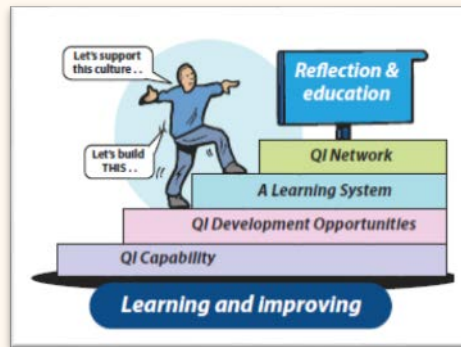 Let's support
this culture . .
Reflection &
education
Let's build
THIS . .
QI Network
A Learning System
QI Development Opportunities
QI Capability
Learning and improving